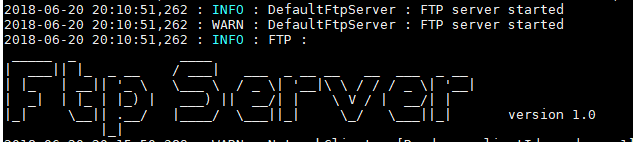 2018-06-20 20:10:51,262 : INFO : DefaultFtpServer : FTP server started
2018-06-20 20:10:51,262 : WARN : DefaultFtpServer : FTP server started
2018-06-20 20:10:51,262 : INFO : FTP :
Ftp Server
version 1.0